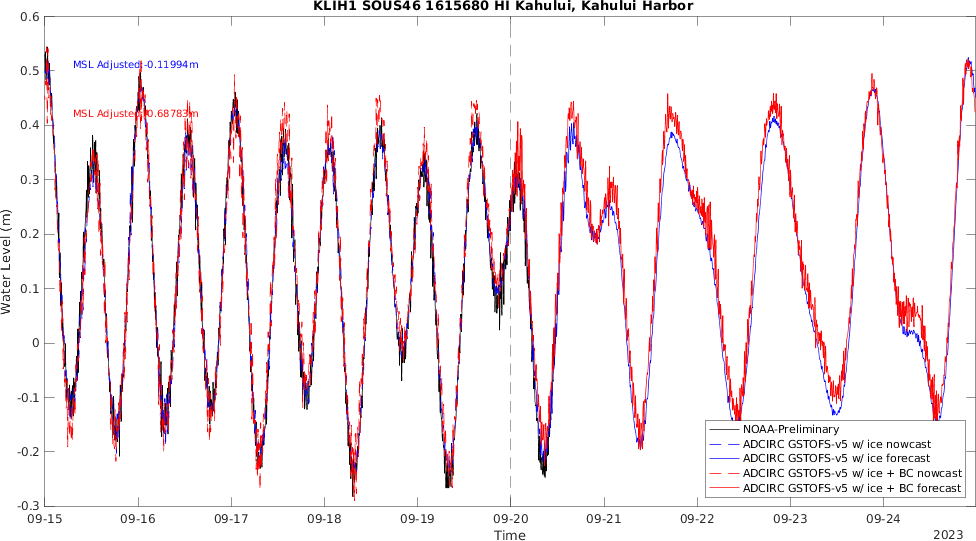 KLIH1 SOUS46 1615680 HI Kahului, Kahului Harbor
0.6
0.5
0.4
0.3
0.2
0.1
0
-0.1
-0.2
-0.3
Water Level (m)
MSL Adjusted -0.11994m
MSL Adjusted -0.68783m
NOAA-Preliminary
ADCIRC GSTOFS-v5 w/ ice nowcast
ADCIRC GSTOFS-v5 w/ ice forecast
ADCIRC GSTOFS-v5 w/ ice + BC nowcast
ADCIRC GSTOFS-v5 w/ ice + BC forecast
09-15 09-16 09-17 09-18 09-19 09-20 09-21 09-22 09-23 09-24
Time
2023